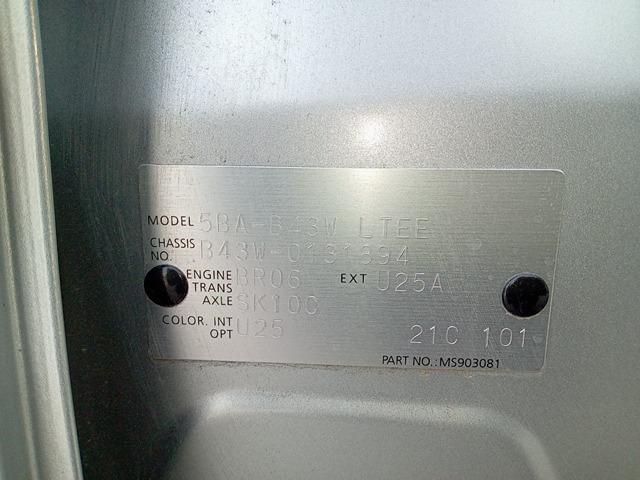 MODEL 5BA-B43W LTEE
CHASSIS NO. B43W-013
ENGINE BR06 EXT U25A
TRANS AXLE SK10C
COLOR. INT OPT U25 21C 101
PART NO.: MS903081